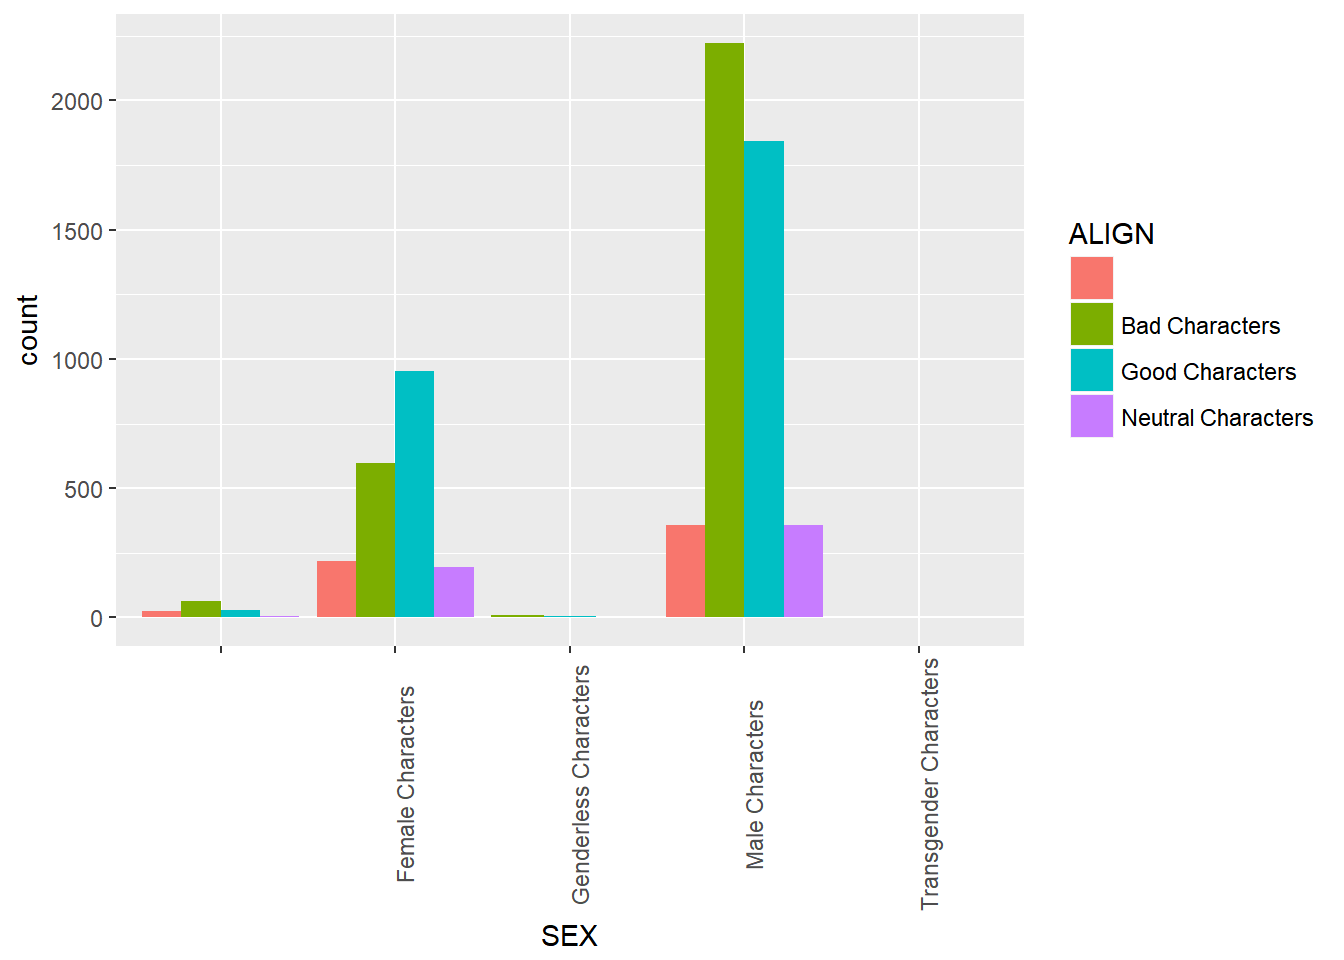 2000
1500
1000
500
0
count
Female Characters
Genderless Characters
Male Characters
Transgender Characters
SEX
ALIGN
Bad Characters
Good Characters
Neutral Characters